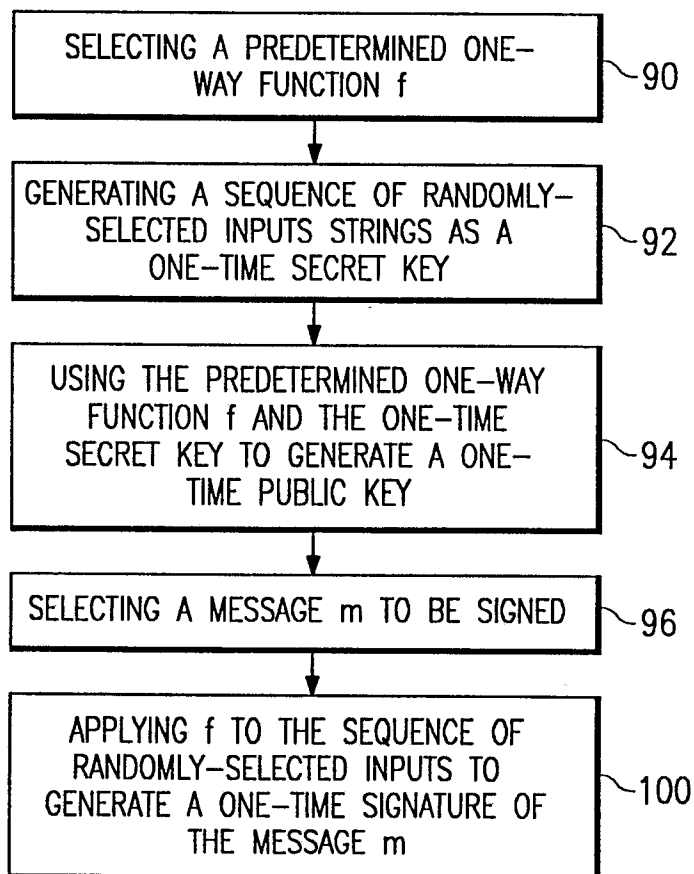 SELECTING A PREDETERMINED ONE-
WAY FUNCTION f
90
GENERATING A SEQUENCE OF RANDOMLY-
SELECTED INPUTS STRINGS AS A
ONE-TIME SECRET KEY
92
USING THE PREDETERMINED ONE-WAY
FUNCTION f AND THE ONE-TIME
SECRET KEY TO GENERATE A ONE-
TIME PUBLIC KEY
94
SELECTING A MESSAGE m TO BE SIGNED
96
APPLYING f TO THE SEQUENCE OF
RANDOMLY-SELECTED INPUTS TO
GENERATE A ONE-TIME SIGNATURE OF
THE MESSAGE m
100